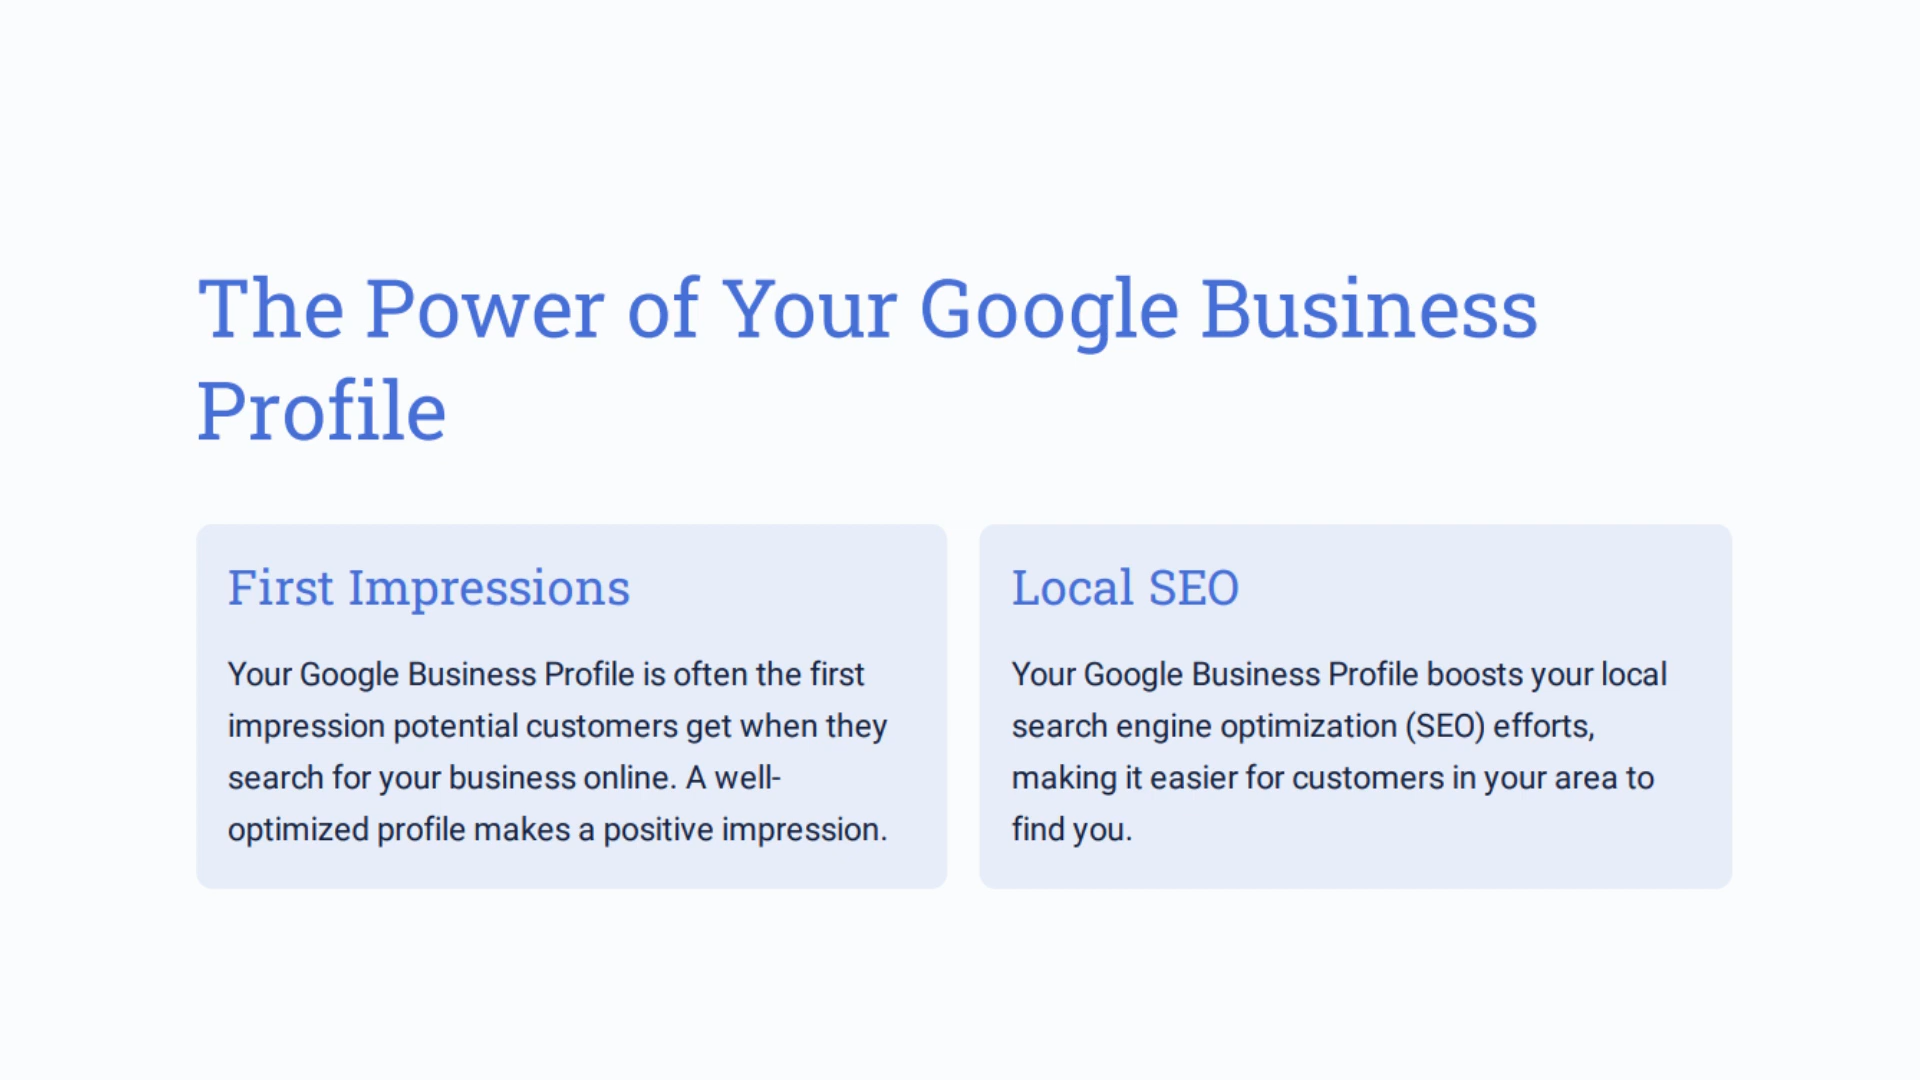 The Power of Your Google Business
Profile
First Impressions
Your Google Business Profile is often the first
impression potential customers get when they
search for your business online. A well-
optimized profile makes a positive impression.
Local SEO
Your Google Business Profile boosts your local
search engine optimization (SEO) efforts,
making it easier for customers in your area to
find you.